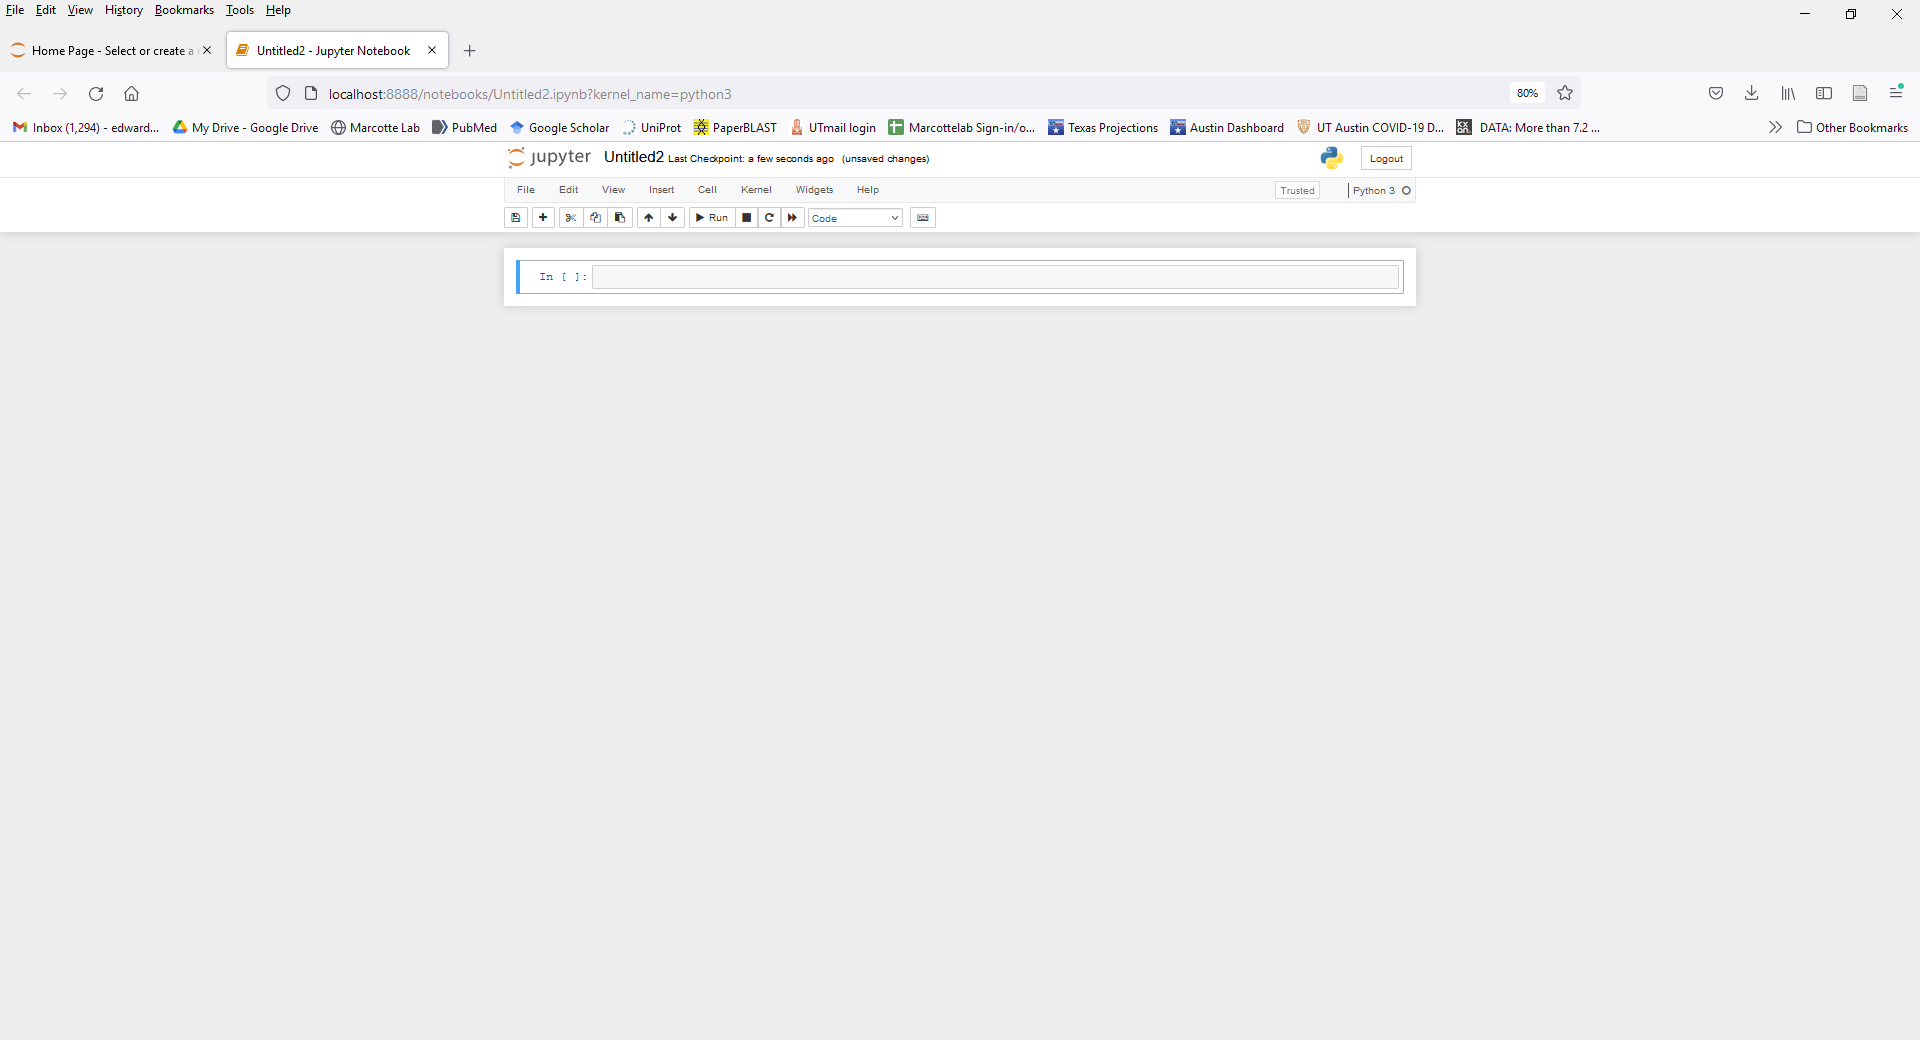 File Edit View History Bookmarks Tools Help
Home Page - Select or create a
Untitled2 - Jupyter Notebook
localhost:8888/notebooks/Untitled2.ipynb?kernel_name=python3
80%
Inbox (1,294) - edward... My Drive - Google Drive Marcotte Lab PubMed Google Scholar UniProt PaperBLAST UTmail login Marcottelab Sign-in/o... Texas Projections Austin Dashboard UT Austin COVID-19 D... DATA: More than 7.2 ... Other Bookmarks
jupyter Untitled2 Last Checkpoint: a few seconds ago (unsaved changes) Logout
File Edit View Insert Cell Kernel Widgets Help Trusted Python 3
Run Code
In [ ]: